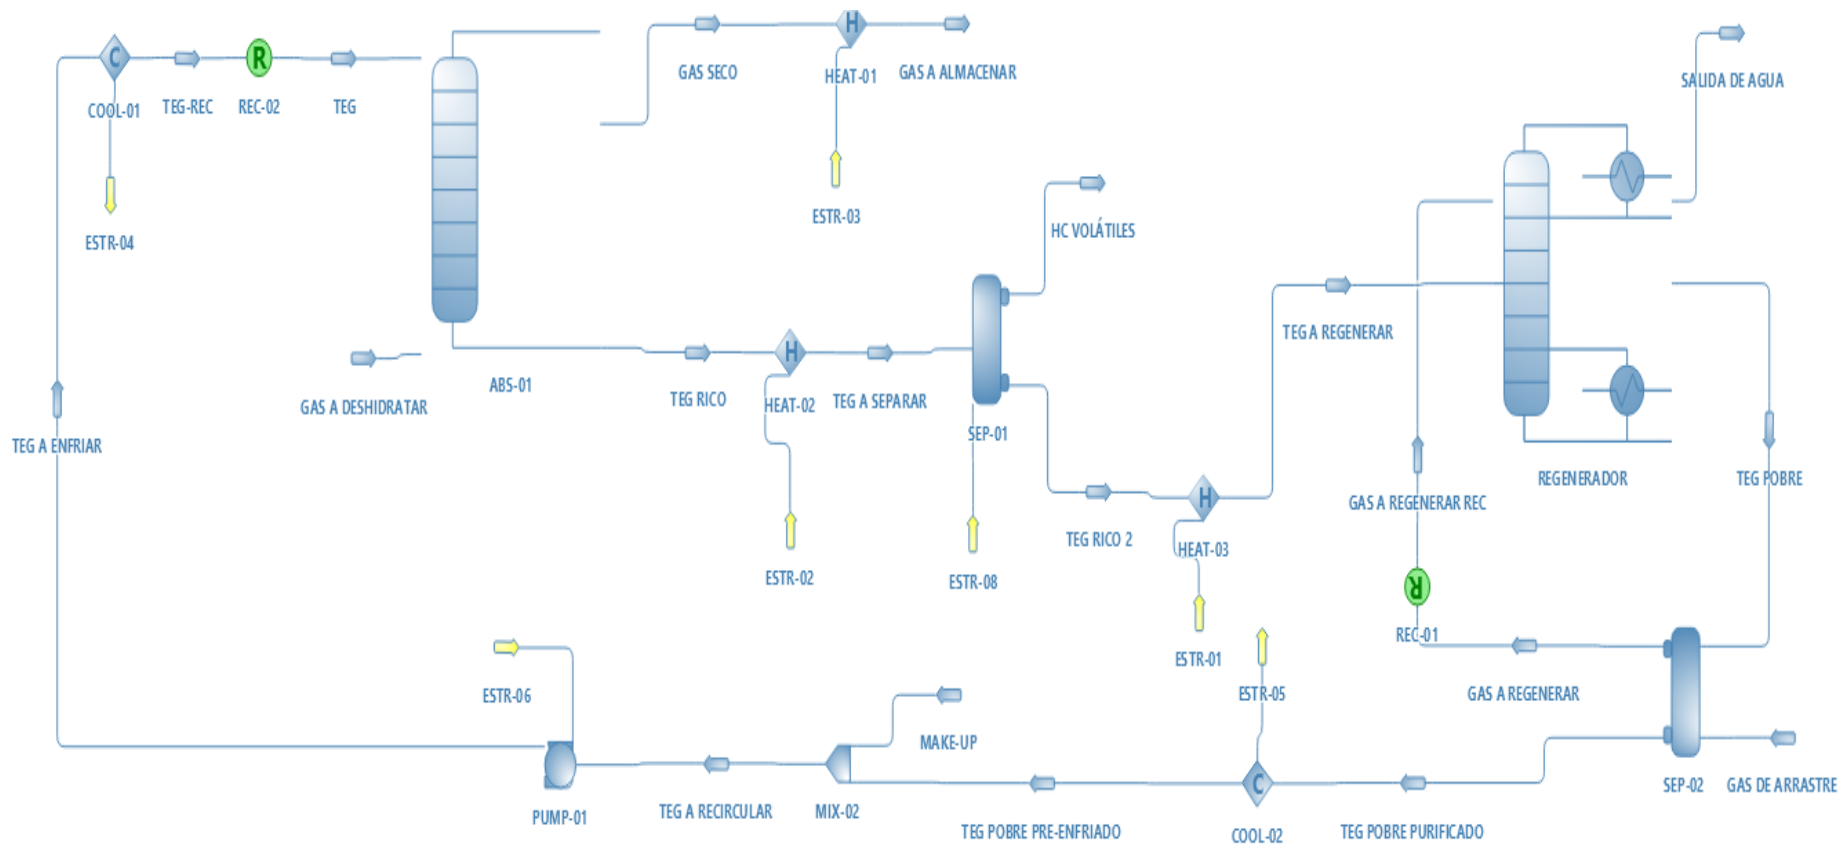 C
R
COOL-01
TEG-REC
REC-02
TEG
ESTR-04
GAS SECO
H
HEAT-01
GAS A ALMACENAR
ESTR-03
SALIDA DE AGUA
HC VOLÁTILES
GAS A DESHIDRATAR
ABS-01
TEG RICO
H
HEAT-02
TEG A SEPARAR
SEP-01
ESTR-02
ESTR-08
TEG A ENFRIAR
TEG A REGENERAR
REGENERADOR
TEG POBRE
GAS A REGENERAR REC
TEG RICO 2
H
HEAT-03
ESTR-01
R
REC-01
ESTR-05
GAS A REGENERAR
ESTR-06
MAKE-UP
PUMP-01
TEG A RECIRCULAR
MIX-02
TEG POBRE PRE-ENFRIADO
C
COOL-02
TEG POBRE PURIFICADO
SEP-02
GAS DE ARRASTRE